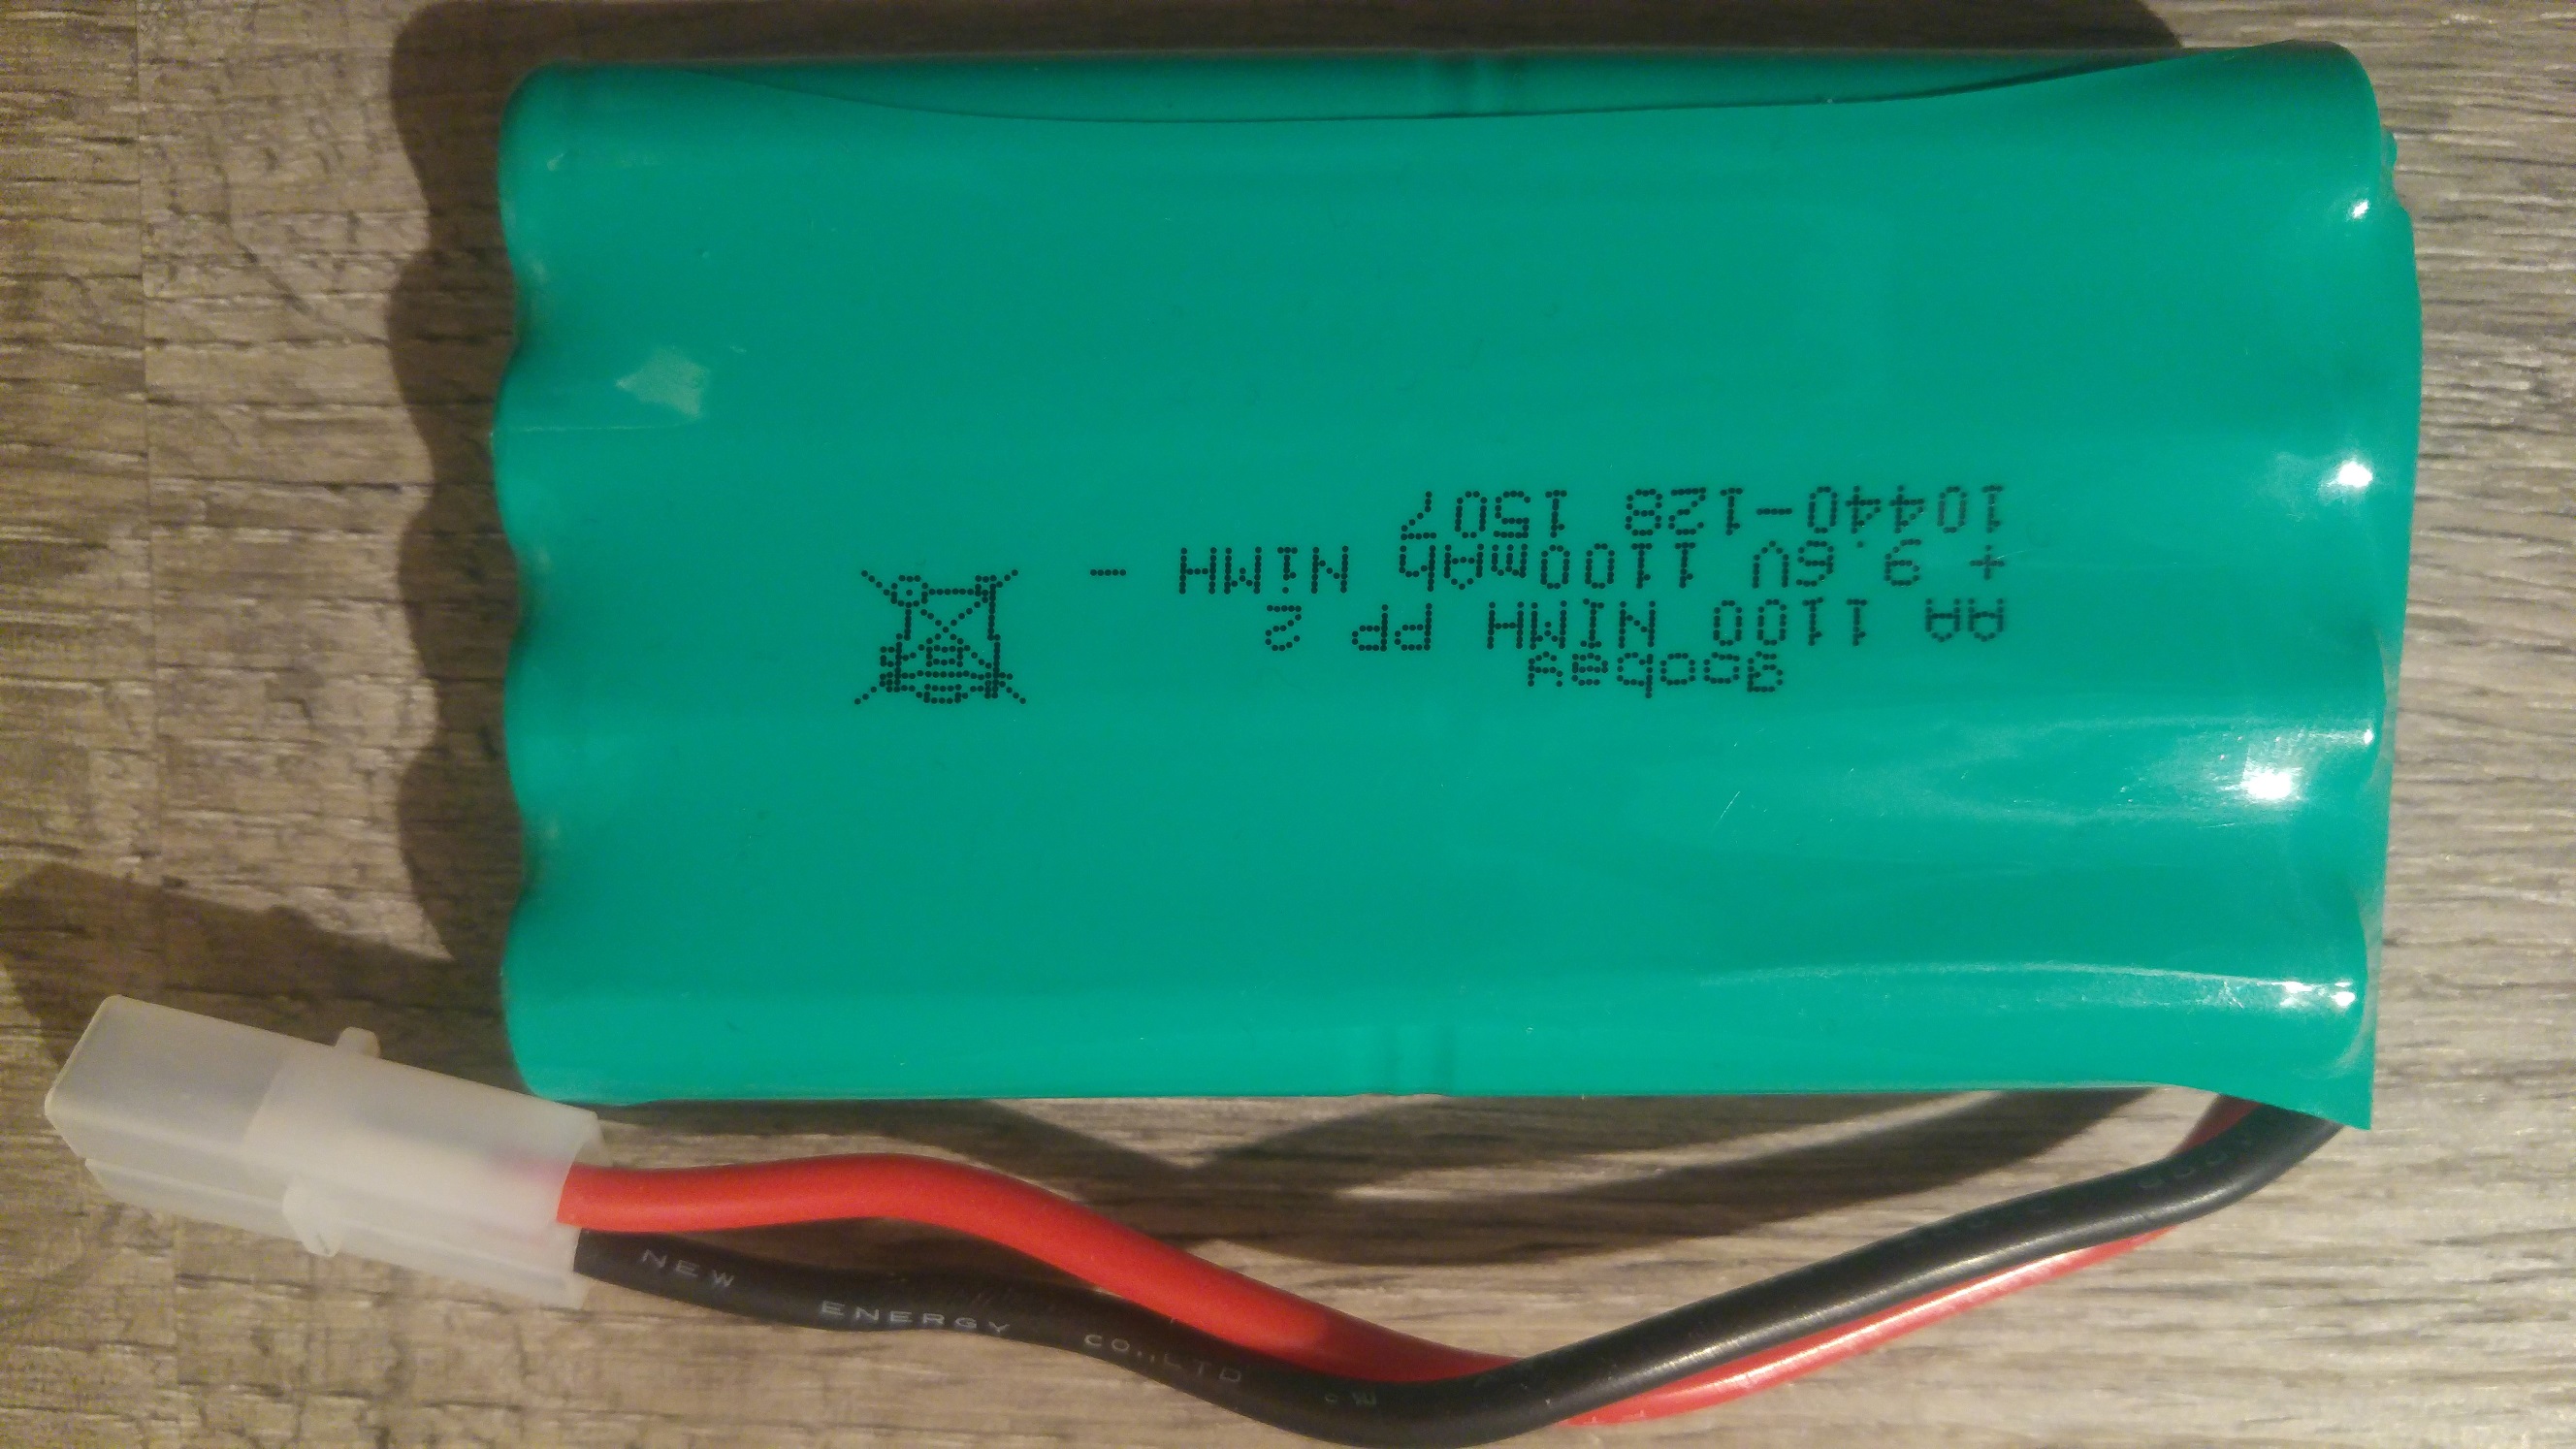 goobay
AA 1100 NIMH PP 2
+ 9.6V 1100mAh NiMH -
10440-128 1507
NEW ENERGY CO.,LTD